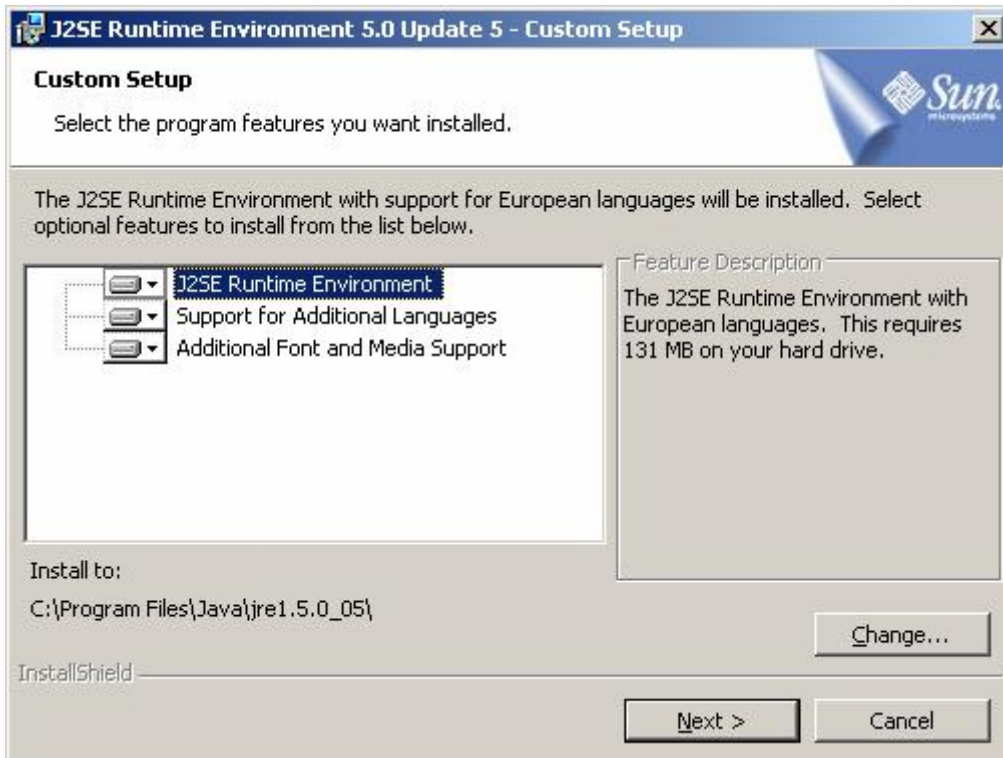 J2SE Runtime Environment 5.0 Update 5 - Custom Setup
Custom Setup
Select the program features you want installed.
Sun
microsystems
The J2SE Runtime Environment with support for European languages will be installed. Select
optional features to install from the list below.
J2SE Runtime Environment
Support for Additional Languages
Additional Font and Media Support
Feature Description
The J2SE Runtime Environment with
European languages. This requires
131 MB on your hard drive.
Install to:
C:\Program Files\Java\jre1.5.0_05\
Change...
InstallShield
Next >
Cancel